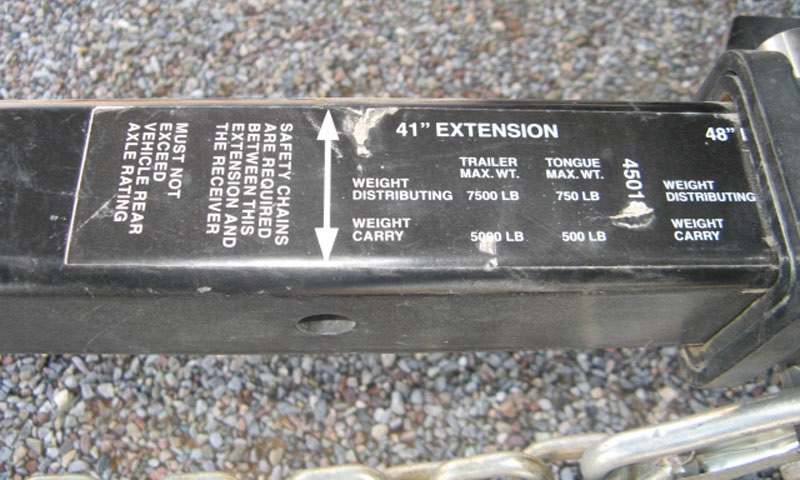 MUST NOT
EXCEED
VEHICLE REAR
AXLE RATING
SAFETY CHAINS
ARE REQUIRED
BETWEEN THIS
EXTENSION AND
THE RECEIVER
41" EXTENSION
TRAILER
MAX. WT.
TONGUE
MAX. WT.
WEIGHT
DISTRIBUTING
7500 LB
750 LB
WEIGHT
CARRY
5000 LB
500 LB
4501
48"
WEIGHT
DISTRIBUTING
WEIGHT
CARRY